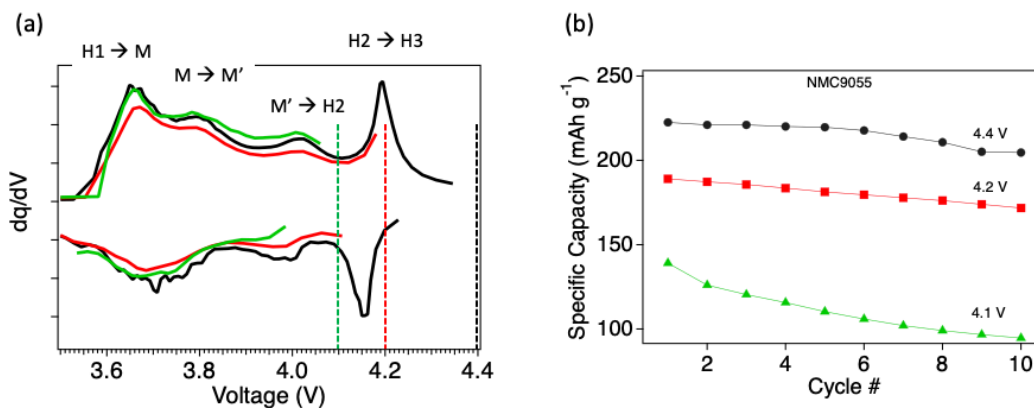 (a)
H1 → M
M → M’
M’ → H2
H2 → H3
dq/dV
3.6
3.8
4.0
4.2
4.4
Voltage (V)
(b)
NMC9055
Specific Capacity (mAh g⁻¹)
250
200
150
100
4.4 V
4.2 V
4.1 V
2
4
6
8
10
Cycle #